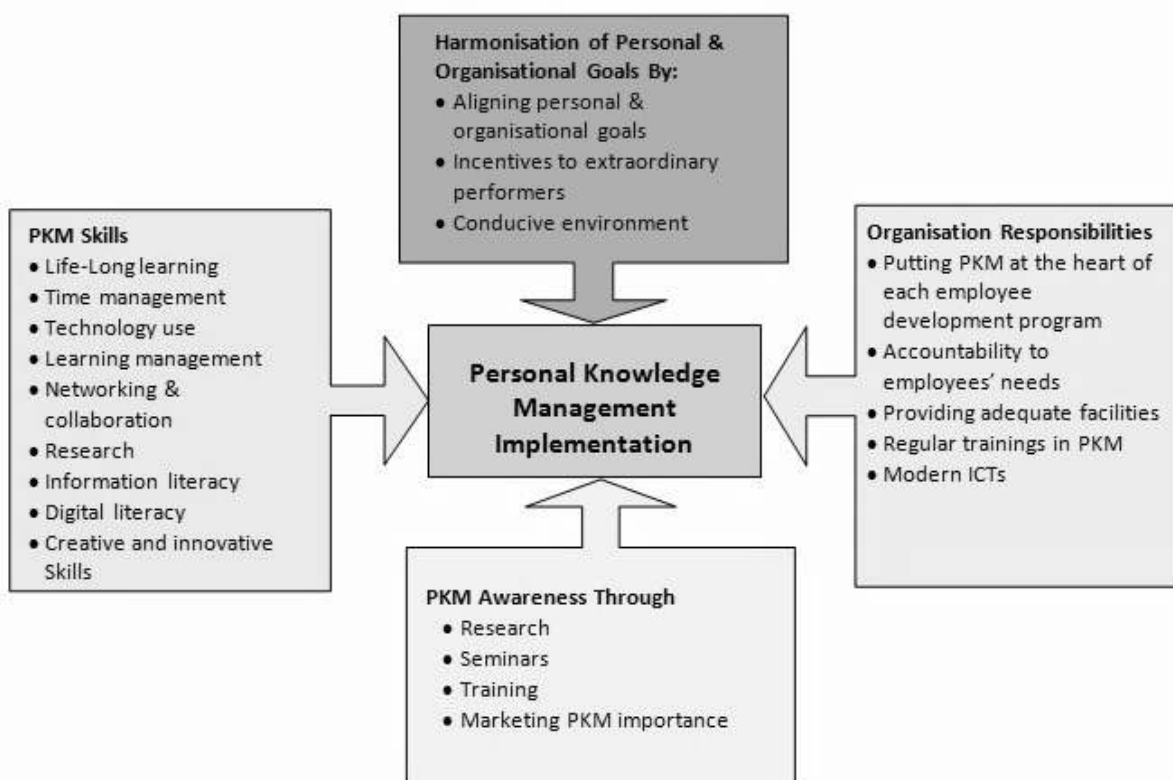 Harmonisation of Personal &
Organisational Goals By:
• Aligning personal &
organisational goals
• Incentives to extraordinary
performers
• Conducive environment
PKM Skills
• Life-Long learning
• Time management
• Technology use
• Learning management
• Networking &
collaboration
• Research
• Information literacy
• Digital literacy
• Creative and innovative
Skills
Personal Knowledge
Management
Implementation
Organisation Responsibilities
• Putting PKM at the heart of
each employee
development program
• Accountability to
employees’ needs
• Providing adequate facilities
• Regular trainings in PKM
• Modern ICTs
PKM Awareness Through
• Research
• Seminars
• Training
• Marketing PKM importance